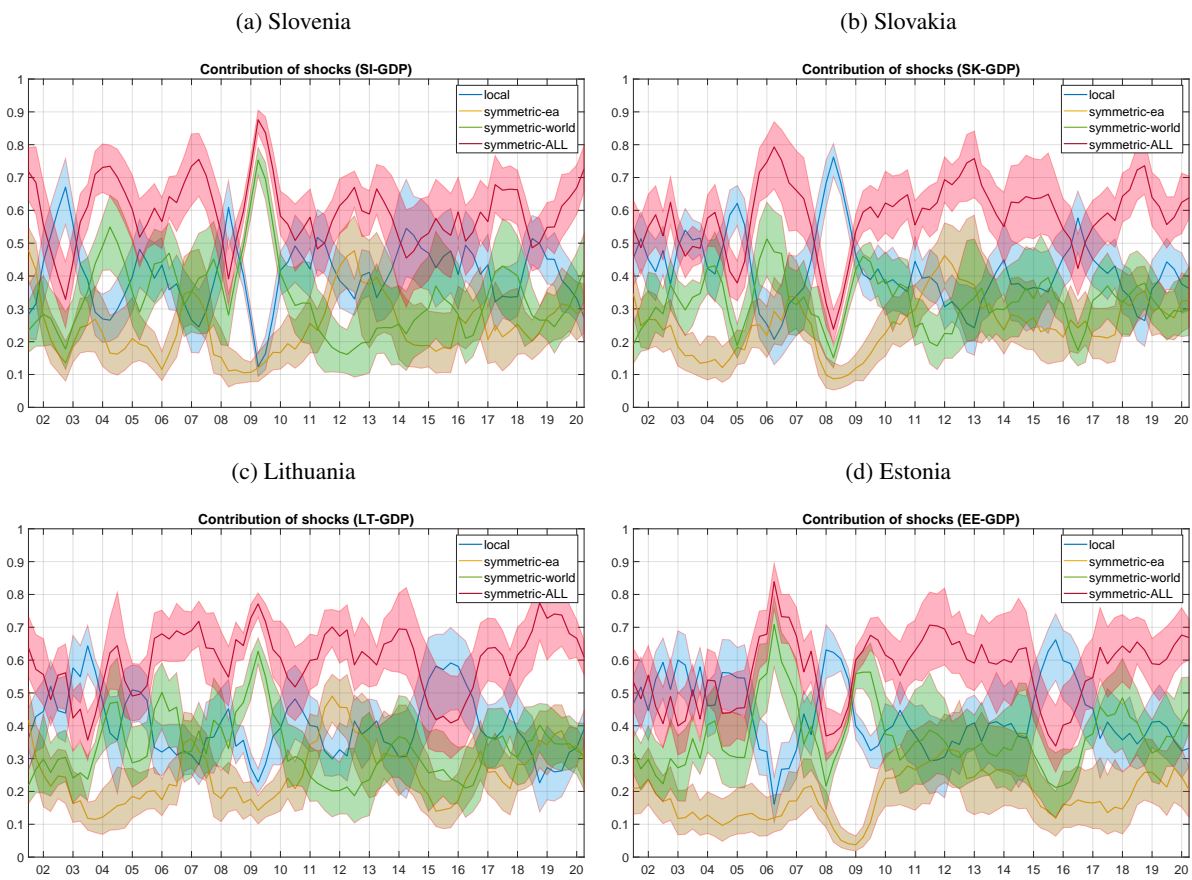 (a) Slovenia
Contribution of shocks (SI-GDP)
local
symmetric-ea
symmetric-world
symmetric-ALL
1
0.9
0.8
0.7
0.6
0.5
0.4
0.3
0.2
0.1
0
02 03 04 05 06 07 08 09 10 11 12 13 14 15 16 17 18 19 20
(b) Slovakia
Contribution of shocks (SK-GDP)
local
symmetric-ea
symmetric-world
symmetric-ALL
1
0.9
0.8
0.7
0.6
0.5
0.4
0.3
0.2
0.1
0
02 03 04 05 06 07 08 09 10 11 12 13 14 15 16 17 18 19 20
(c) Lithuania
Contribution of shocks (LT-GDP)
local
symmetric-ea
symmetric-world
symmetric-ALL
1
0.9
0.8
0.7
0.6
0.5
0.4
0.3
0.2
0.1
0
02 03 04 05 06 07 08 09 10 11 12 13 14 15 16 17 18 19 20
(d) Estonia
Contribution of shocks (EE-GDP)
local
symmetric-ea
symmetric-world
symmetric-ALL
1
0.9
0.8
0.7
0.6
0.5
0.4
0.3
0.2
0.1
0
02 03 04 05 06 07 08 09 10 11 12 13 14 15 16 17 18 19 20